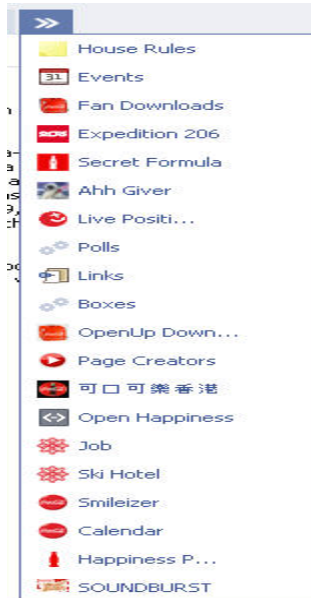 House Rules
31 Events
Fan Downloads
Expedition 206
Secret Formula
Ahh Giver
Live Positi...
Polls
Links
Boxes
OpenUp Down...
Page Creators
可口可樂香港
Open Happiness
Job
Ski Hotel
Smileizer
Calendar
Happiness P...
SOUNDBURST